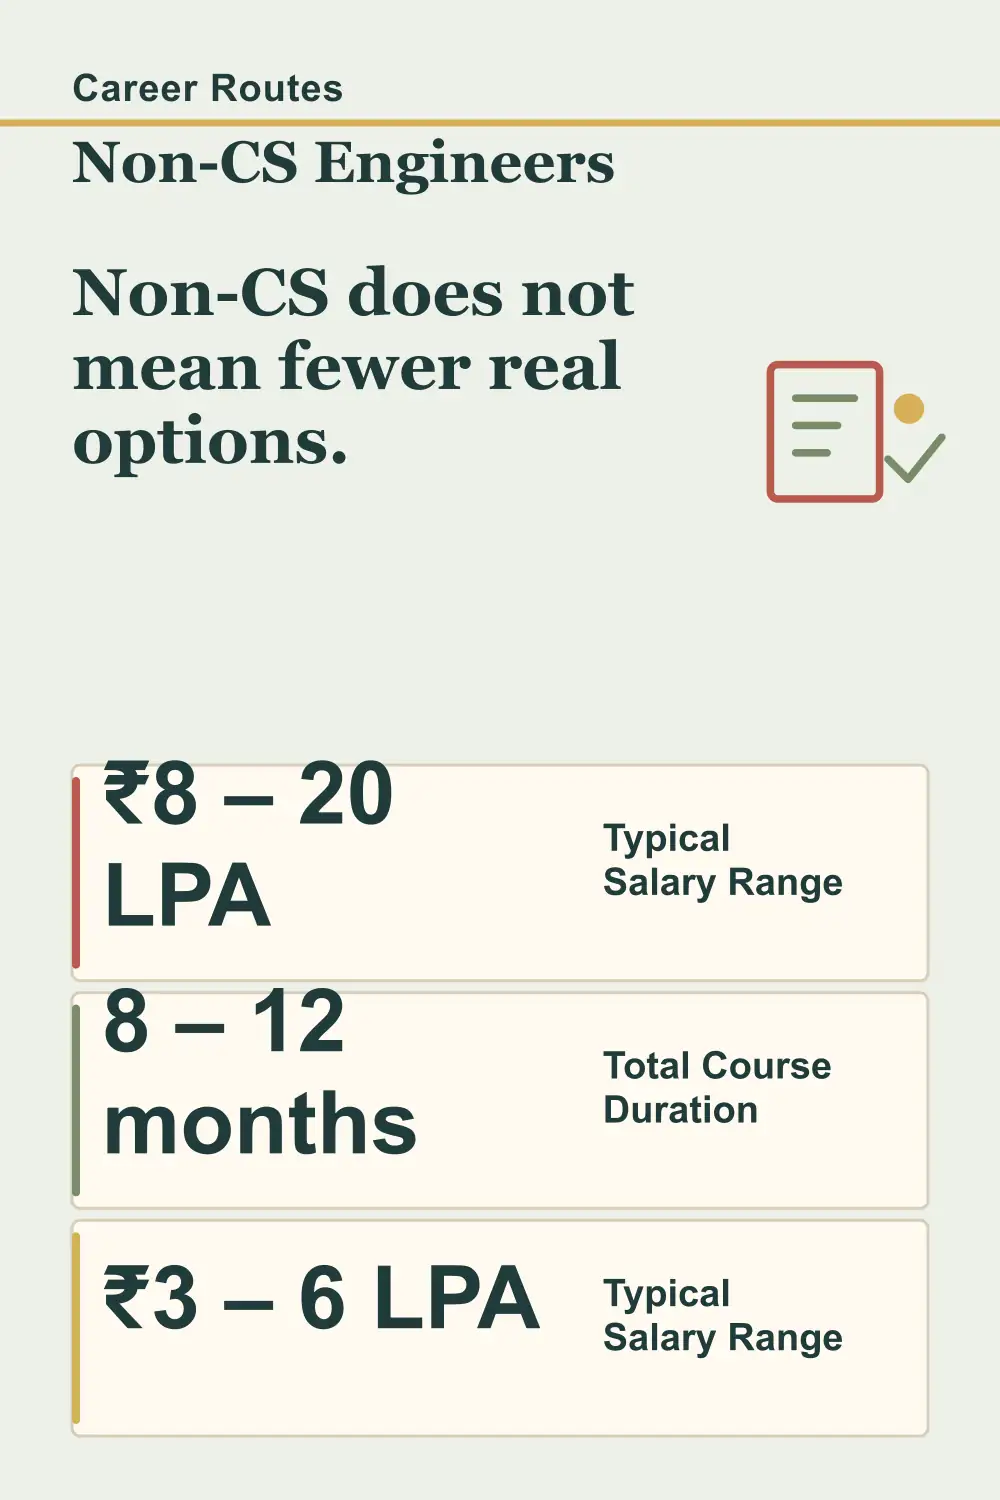 Career Routes
Non-CS Engineers
Non-CS does not
mean fewer real
options.
₹8 – 20
LPA
Typical
Salary Range
8 – 12
months
Total Course
Duration
₹3 – 6 LPA
Typical
Salary Range